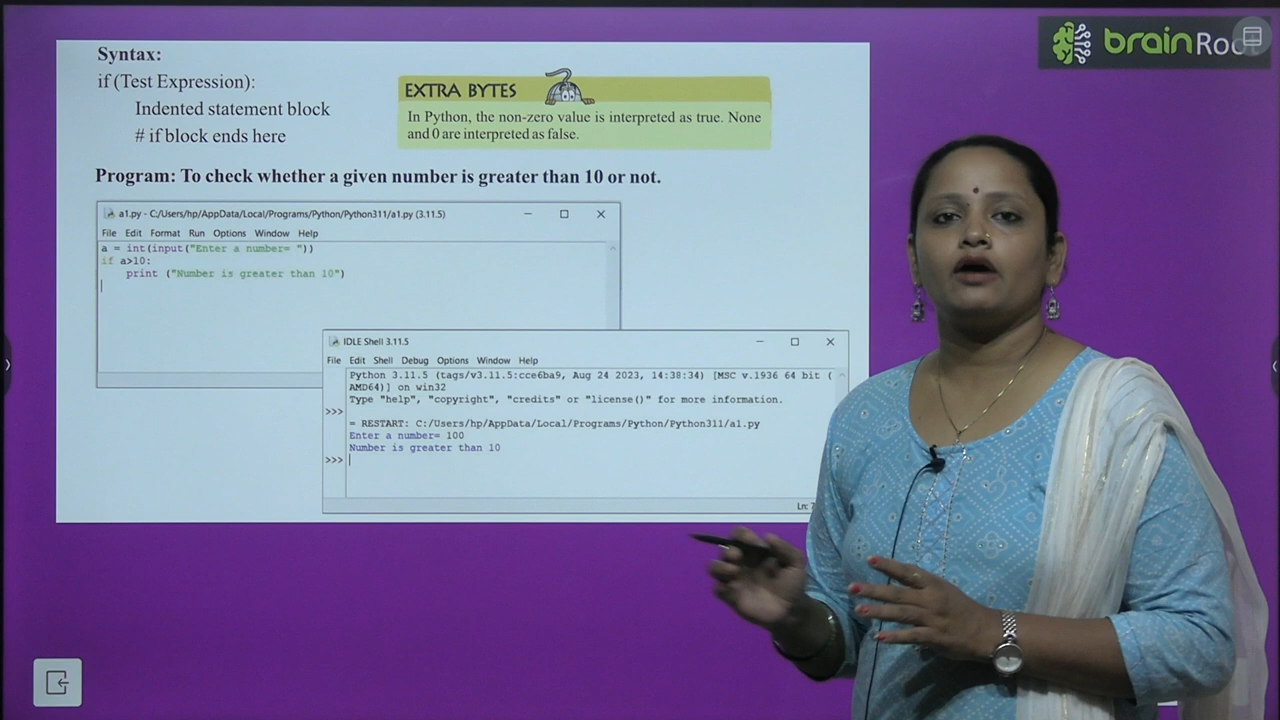 brainRo
Syntax:
if (Test Expression):
Indented statement block
# if block ends here
EXTRA BYTES
In Python, the non-zero value is interpreted as true. None
and 0 are interpreted as false.
Program: To check whether a given number is greater than 10 or not.
a1.py - C:/Users/hp/AppData/Local/Programs/Python/Python311/a1.py (3.11.5)
File Edit Format Run Options Window Help
a = int(input("Enter a number= "))
if a>10:
print ("Number is greater than 10")
IDLE Shell 3.11.5
File Edit Shell Debug Options Window Help
Python 3.11.5 (tags/v3.11.5:cce6ba9, Aug 24 2023, 14:38:34) [MSC v.1936 64 bit (
AMD64)] on win32
Type "help", "copyright", "credits" or "license()" for more information.
>>>
= RESTART: C:/Users/hp/AppData/Local/Programs/Python/Python311/a1.py
Enter a number= 100
Number is greater than 10
>>>
Ln: 7